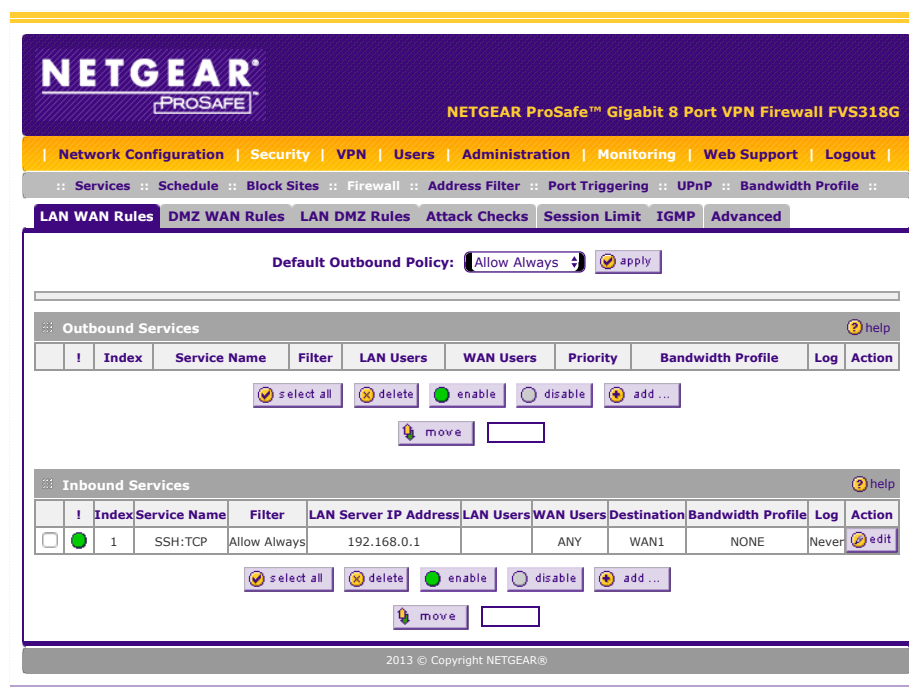 NETGEAR®
PROSAFE
NETGEAR ProSafe™ Gigabit 8 Port VPN Firewall FVS318G
| Network Configuration | Security | VPN | Users | Administration | Monitoring | Web Support | Logout |
:: Services :: Schedule :: Block Sites :: Firewall :: Address Filter :: Port Triggering :: UPnP :: Bandwidth Profile ::
LAN WAN Rules DMZ WAN Rules LAN DMZ Rules Attack Checks Session Limit IGMP Advanced
Default Outbound Policy: Allow Always apply
Outbound Services help
! Index Service Name Filter LAN Users WAN Users Priority Bandwidth Profile Log Action
select all delete enable disable add ...
move
Inbound Services help
! Index Service Name Filter LAN Server IP Address LAN Users WAN Users Destination Bandwidth Profile Log Action
1 SSH:TCP Allow Always 192.168.0.1 ANY WAN1 NONE Never edit
select all delete enable disable add ...
move
2013 © Copyright NETGEAR®